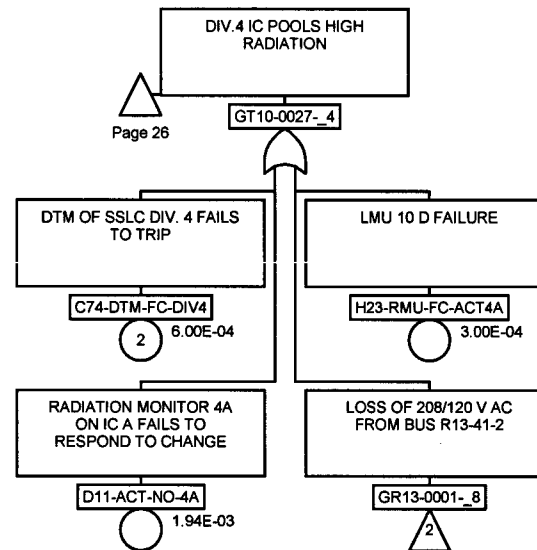 DIV.4 IC POOLS HIGH
RADIATION
Page 26
GT10-0027-_4
DTM OF SSLC DIV. 4 FAILS
TO TRIP
C74-DTM-FC-DIV4
2
6.00E-04
LMU 10 D FAILURE
H23-RMU-FC-ACT4A
3.00E-04
RADIATION MONITOR 4A
ON IC A FAILS TO
RESPOND TO CHANGE
D11-ACT-NO-4A
1.94E-03
LOSS OF 208/120 V AC
FROM BUS R13-41-2
GR13-0001-_8
2